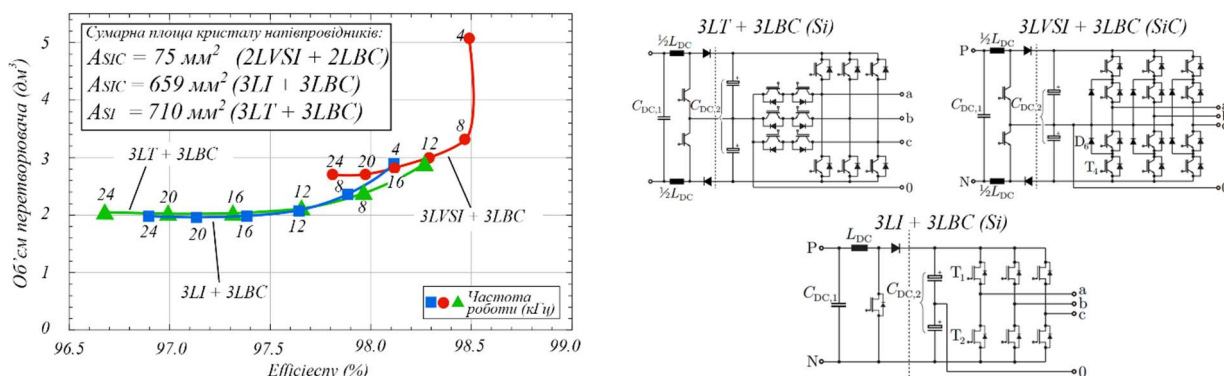 Сумарна площа кристалу напівпровідників:
ASIC = 75 мм² (2LVSI + 2LBC)
ASIC = 659 мм² (3LI + 3LBC)
ASI = 710 мм² (3LT + 3LBC)
Об'єм перетворювача (дм³)
5
4
3
2
1
0
96.5
97.0
97.5
98.0
98.5
99.0
Efficiecny (%)
3LT + 3LBC
3LI + 3LBC
3LVSI + 3LBC
24
20
16
12
8
24
20
16
12
8
4
24
20
16
12
8
4
Частота
роботи (кГц)
3LT + 3LBC (Si)
½LDC
CDC,1
CDC,2
a
b
c
0
½LDC
3LVSI + 3LBC (SiC)
½LDC
P
CDC,1
CDC,2
a
b
c
T4
N
0
½LDC
3LI + 3LBC (Si)
P
LDC
T1
CDC,1
CDC,2
a
b
c
T2
N
0